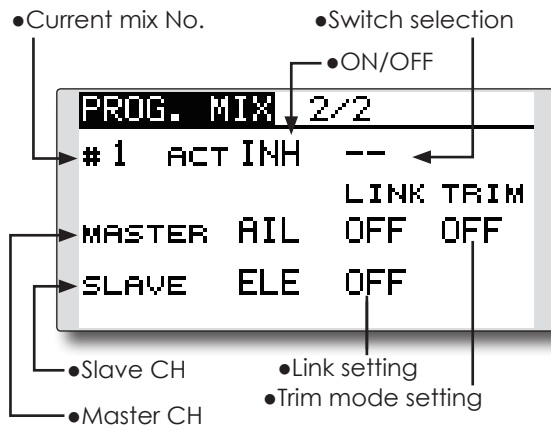 ●Current mix No.
●Switch selection
●ON/OFF
PROG. MIX 2/2
#1 ACT INH --
LINK TRIM
MASTER AIL OFF OFF
SLAVE ELE OFF
●Slave CH
●Link setting
●Trim mode setting
●Master CH